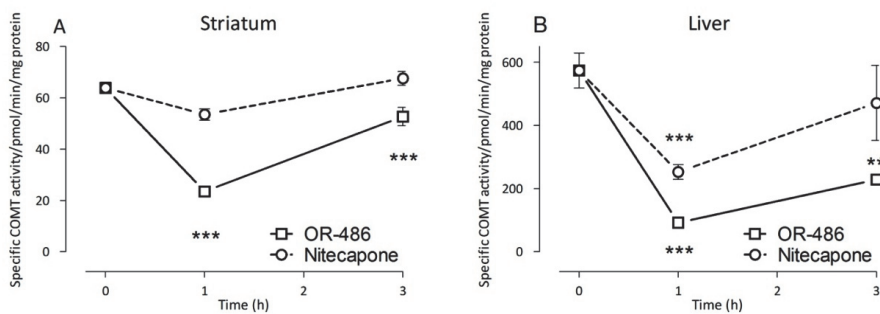 A
Striatum
Specific COMT activity/pmol/min/mg protein
80
60
40
20
0
***
***
OR-486
Nitecapone
0
1
2
3
Time (h)
B
Liver
Specific COMT activity/pmol/min/mg protein
600
400
200
0
***
***
**
OR-486
Nitecapone
0
1
2
3
Time (h)